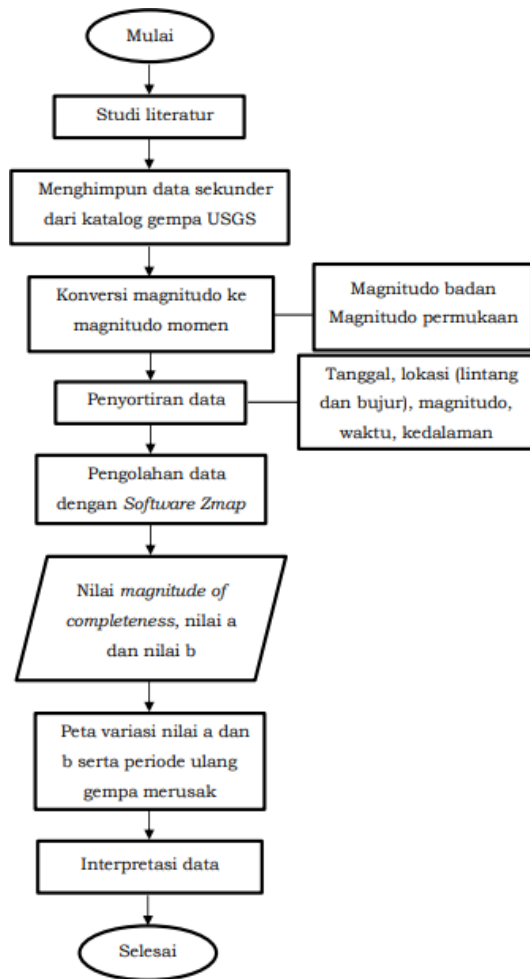 Mulai
Studi literatur
Menghimpun data sekunder
dari katalog gempa USGS
Konversi magnitudo ke
magnitudo momen
Magnitudo badan
Magnitudo permukaan
Penyortiran data
Tanggal, lokasi (lintang
dan bujur), magnitudo,
waktu, kedalaman
Pengolahan data
dengan Software Zmap
Nilai magnitude of
completeness, nilai a
dan nilai b
Peta variasi nilai a dan
b serta periode ulang
gempa merusak
Interpretasi data
Selesai